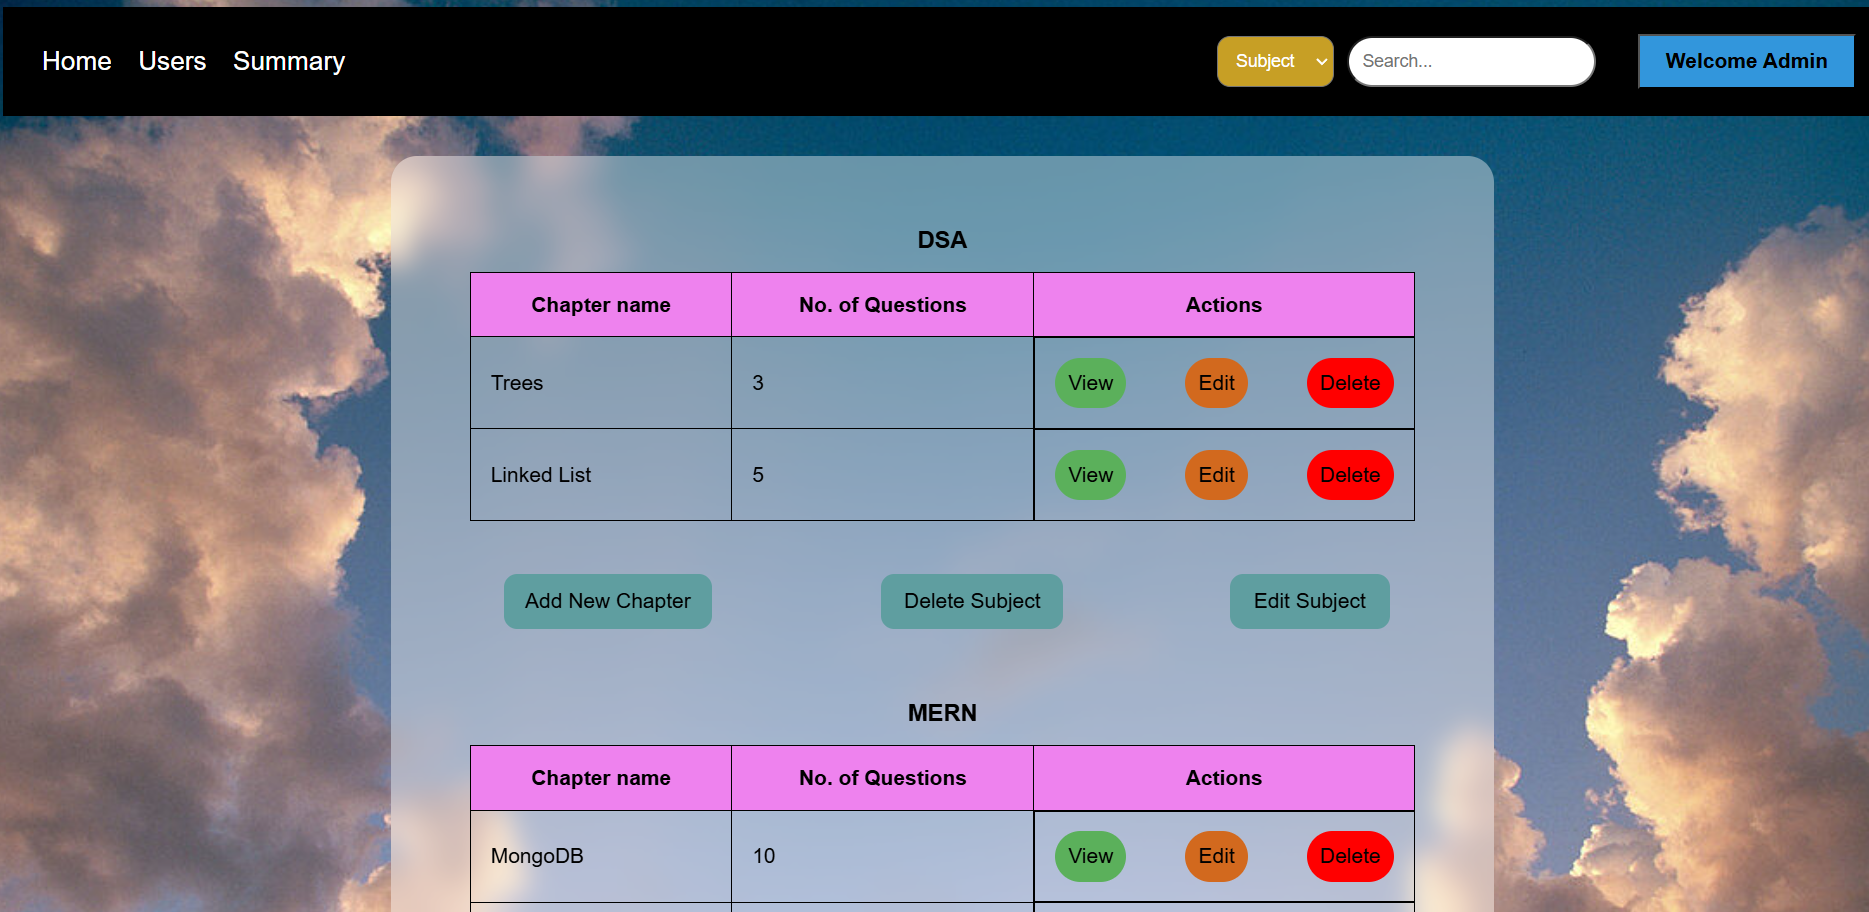 Home Users Summary Subject Search... Welcome Admin
DSA
Chapter name No. of Questions Actions
Trees 3 View Edit Delete
Linked List 5 View Edit Delete
Add New Chapter Delete Subject Edit Subject
MERN
Chapter name No. of Questions Actions
MongoDB 10 View Edit Delete